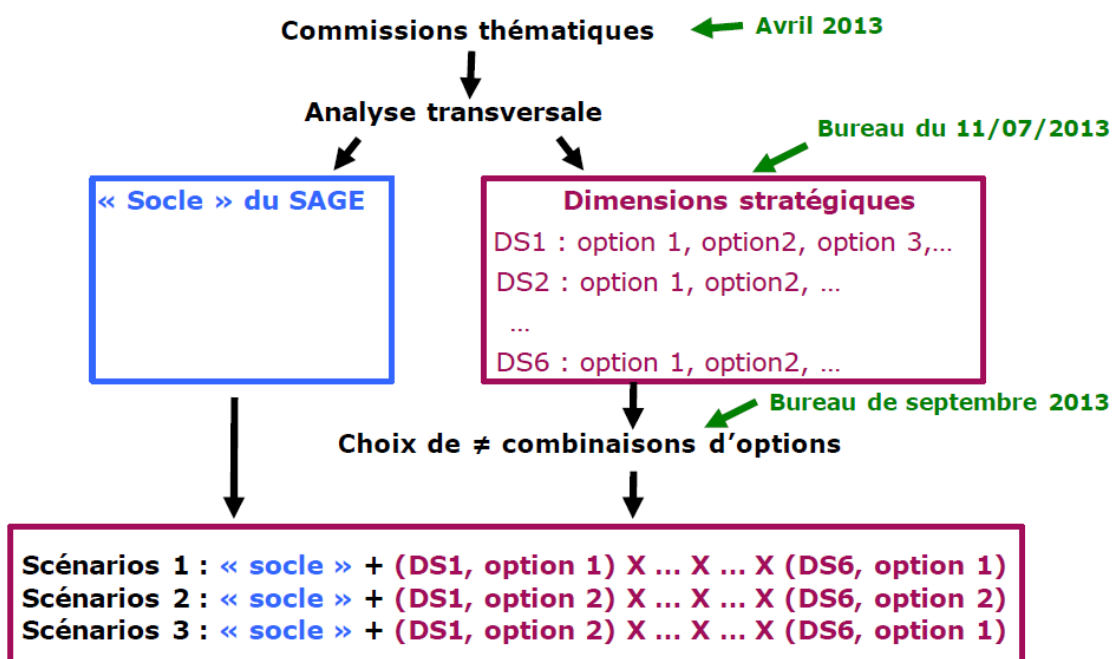 Commissions thématiques
Avril 2013
Analyse transversale
Bureau du 11/07/2013
« Socle » du SAGE
Dimensions stratégiques
DS1 : option 1, option2, option 3,...
DS2 : option 1, option2, ...
...
DS6 : option 1, option2, ...
Bureau de septembre 2013
Choix de ≠ combinaisons d'options
Scénarios 1 : « socle » + (DS1, option 1) X ... X ... X (DS6, option 1)
Scénarios 2 : « socle » + (DS1, option 2) X ... X ... X (DS6, option 2)
Scénarios 3 : « socle » + (DS1, option 2) X ... X ... X (DS6, option 1)